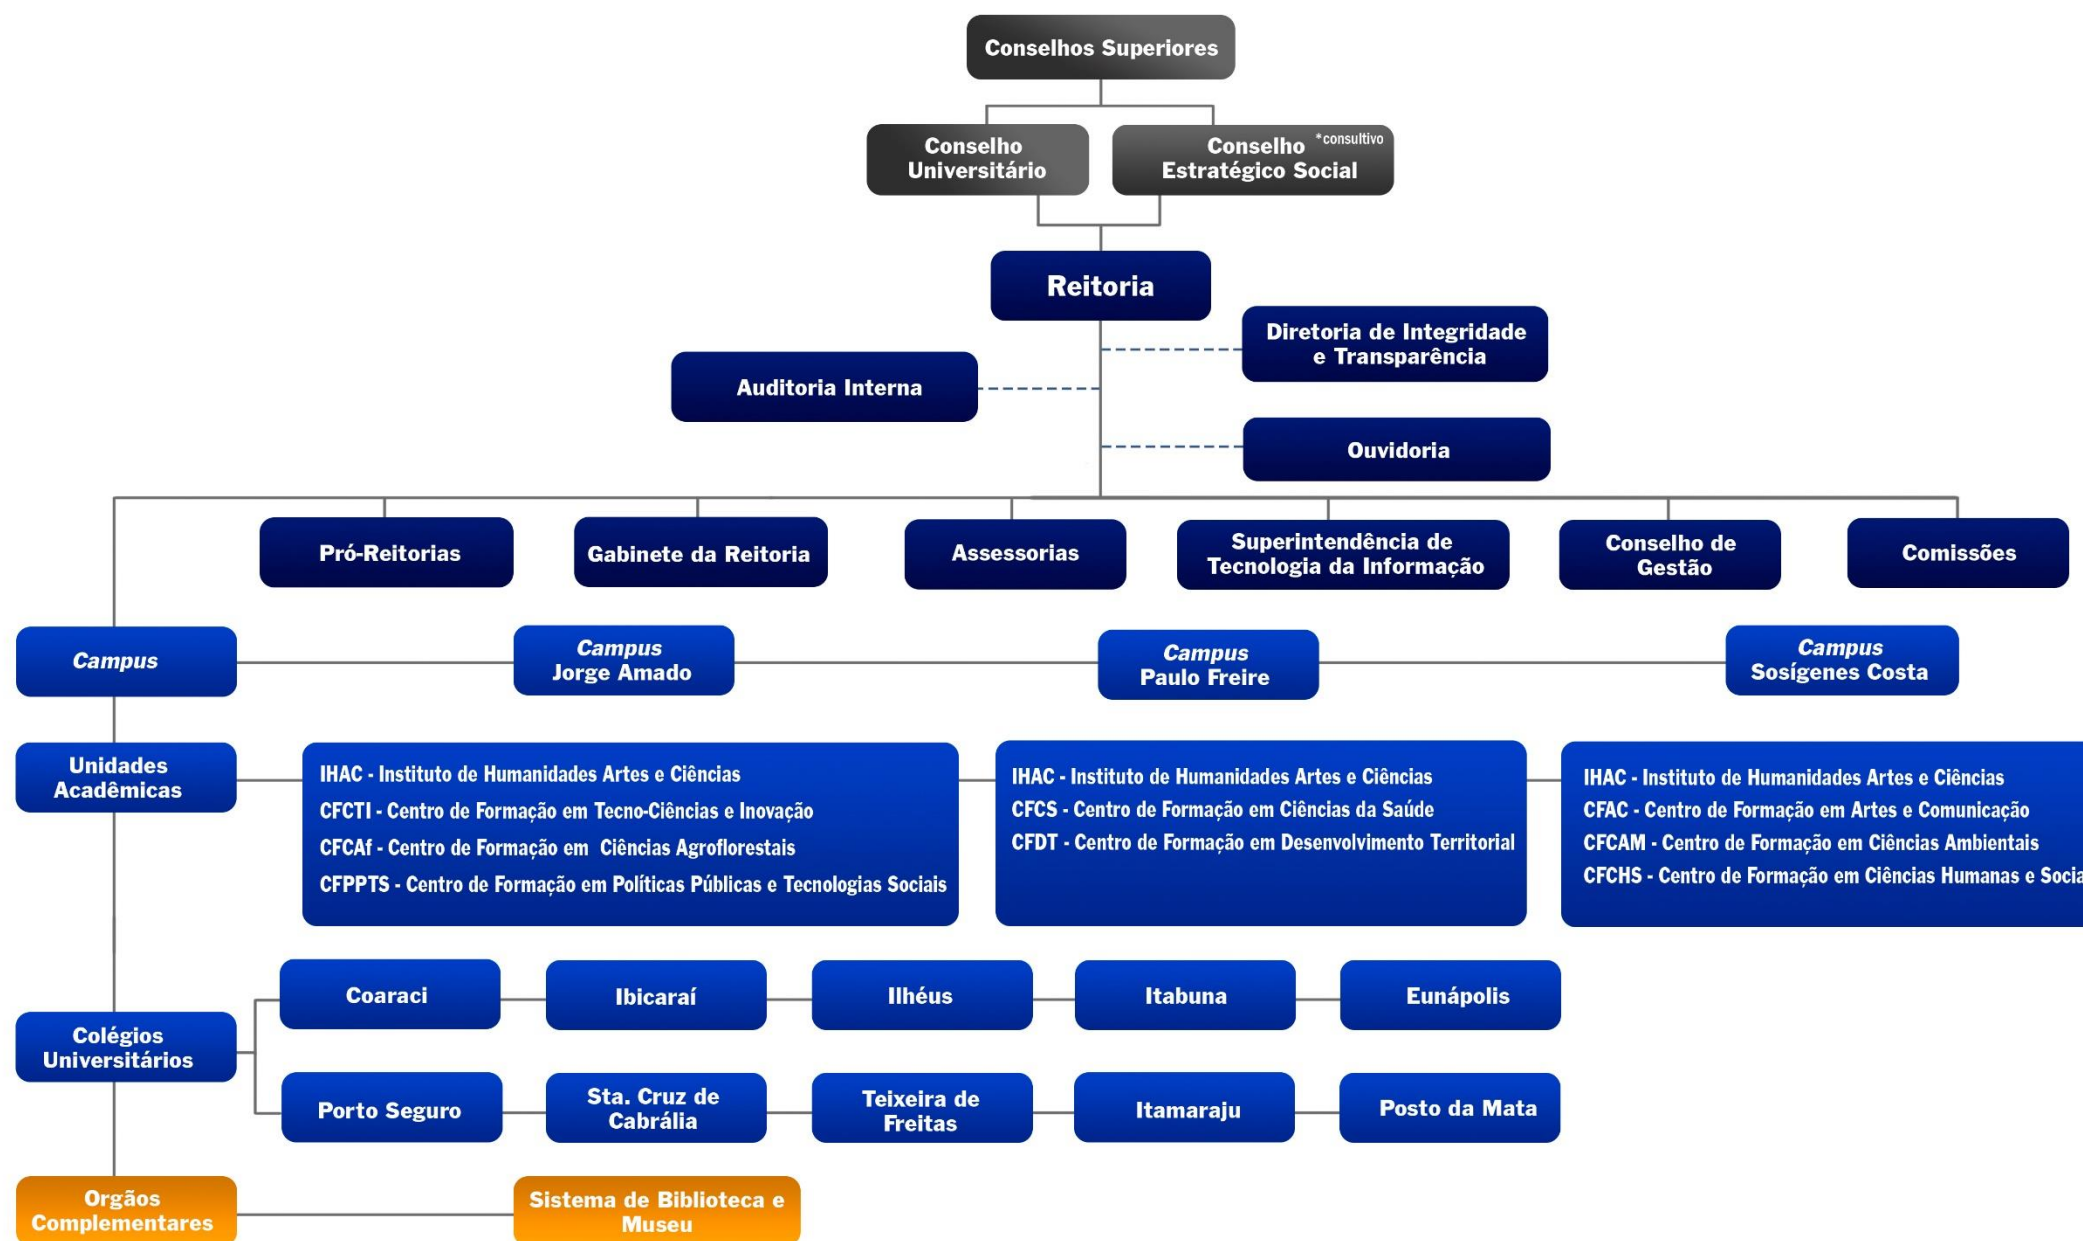 Conselhos Superiores
Conselho
Universitário
Conselho *consultivo
Estratégico Social
Reitoria
Diretoria de Integridade
e Transparência
Auditoria Interna
Ouvidoria
Pró-Reitorias
Gabinete da Reitoria
Assessorias
Superintendência de
Tecnologia da Informação
Conselho de
Gestão
Comissões
Campus
Campus
Jorge Amado
Campus
Paulo Freire
Campus
Sosígenes Costa
Unidades
Acadêmicas
IHAC - Instituto de Humanidades Artes e Ciências
CFCTI - Centro de Formação em Tecno-Ciências e Inovação
CFCAf - Centro de Formação em Ciências Agroflorestais
CFPPTS - Centro de Formação em Políticas Públicas e Tecnologias Sociais
IHAC - Instituto de Humanidades Artes e Ciências
CFCS - Centro de Formação em Ciências da Saúde
CFDT - Centro de Formação em Desenvolvimento Territorial
IHAC - Instituto de Humanidades Artes e Ciências
CFAC - Centro de Formação em Artes e Comunicação
CFCAM - Centro de Formação em Ciências Ambientais
CFCHS - Centro de Formação em Ciências Humanas e
Colégios
Universitários
Coaraci
Ibicaraí
Ilhéus
Itabuna
Eunápolis
Porto Seguro
Sta. Cruz de
Cabrália
Teixeira de
Freitas
Itamaraju
Posto da Mata
Orgãos
Complementares
Sistema de Biblioteca e
Museu